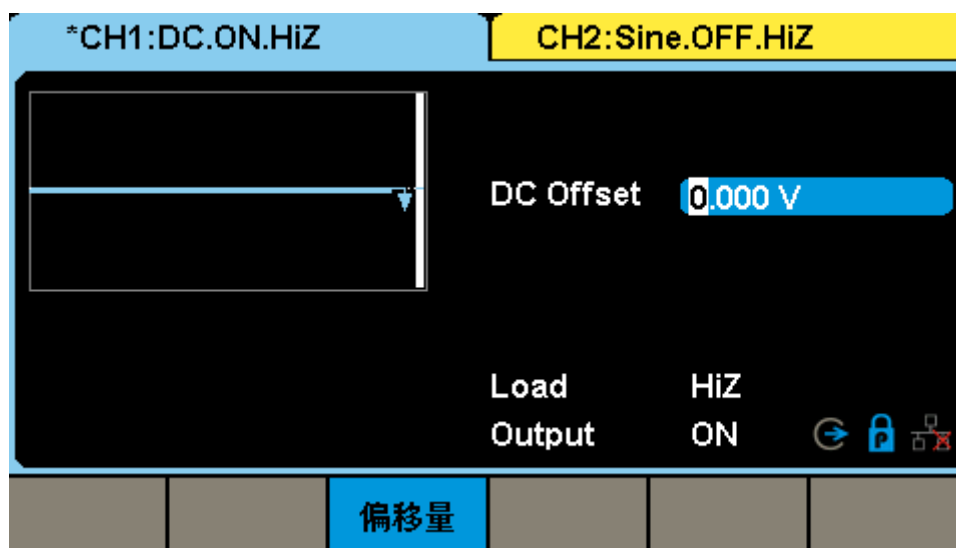 *CH1:DC.ON.HiZ
CH2:Sine.OFF.HiZ
DC Offset 0.000 V
Load HiZ
Output ON
偏移量